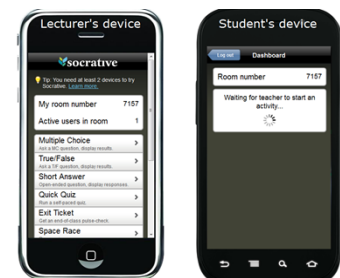 Lecturer's device
socrative
Tip: You need at least 2 devices to try
Socrative. Learn more.
My room number 7157
Active users in room 1
Multiple Choice
Ask a MC question, display results.
True/False
Ask a T/F question, display results.
Short Answer
Open-ended question, display responses
Quick Quiz
Run a self-paced quiz.
Exit Ticket
Get an end-of-class pulse-check.
Space Race
Student's device
Log out Dashboard
Room number 7157
Waiting for teacher to start an
activity...